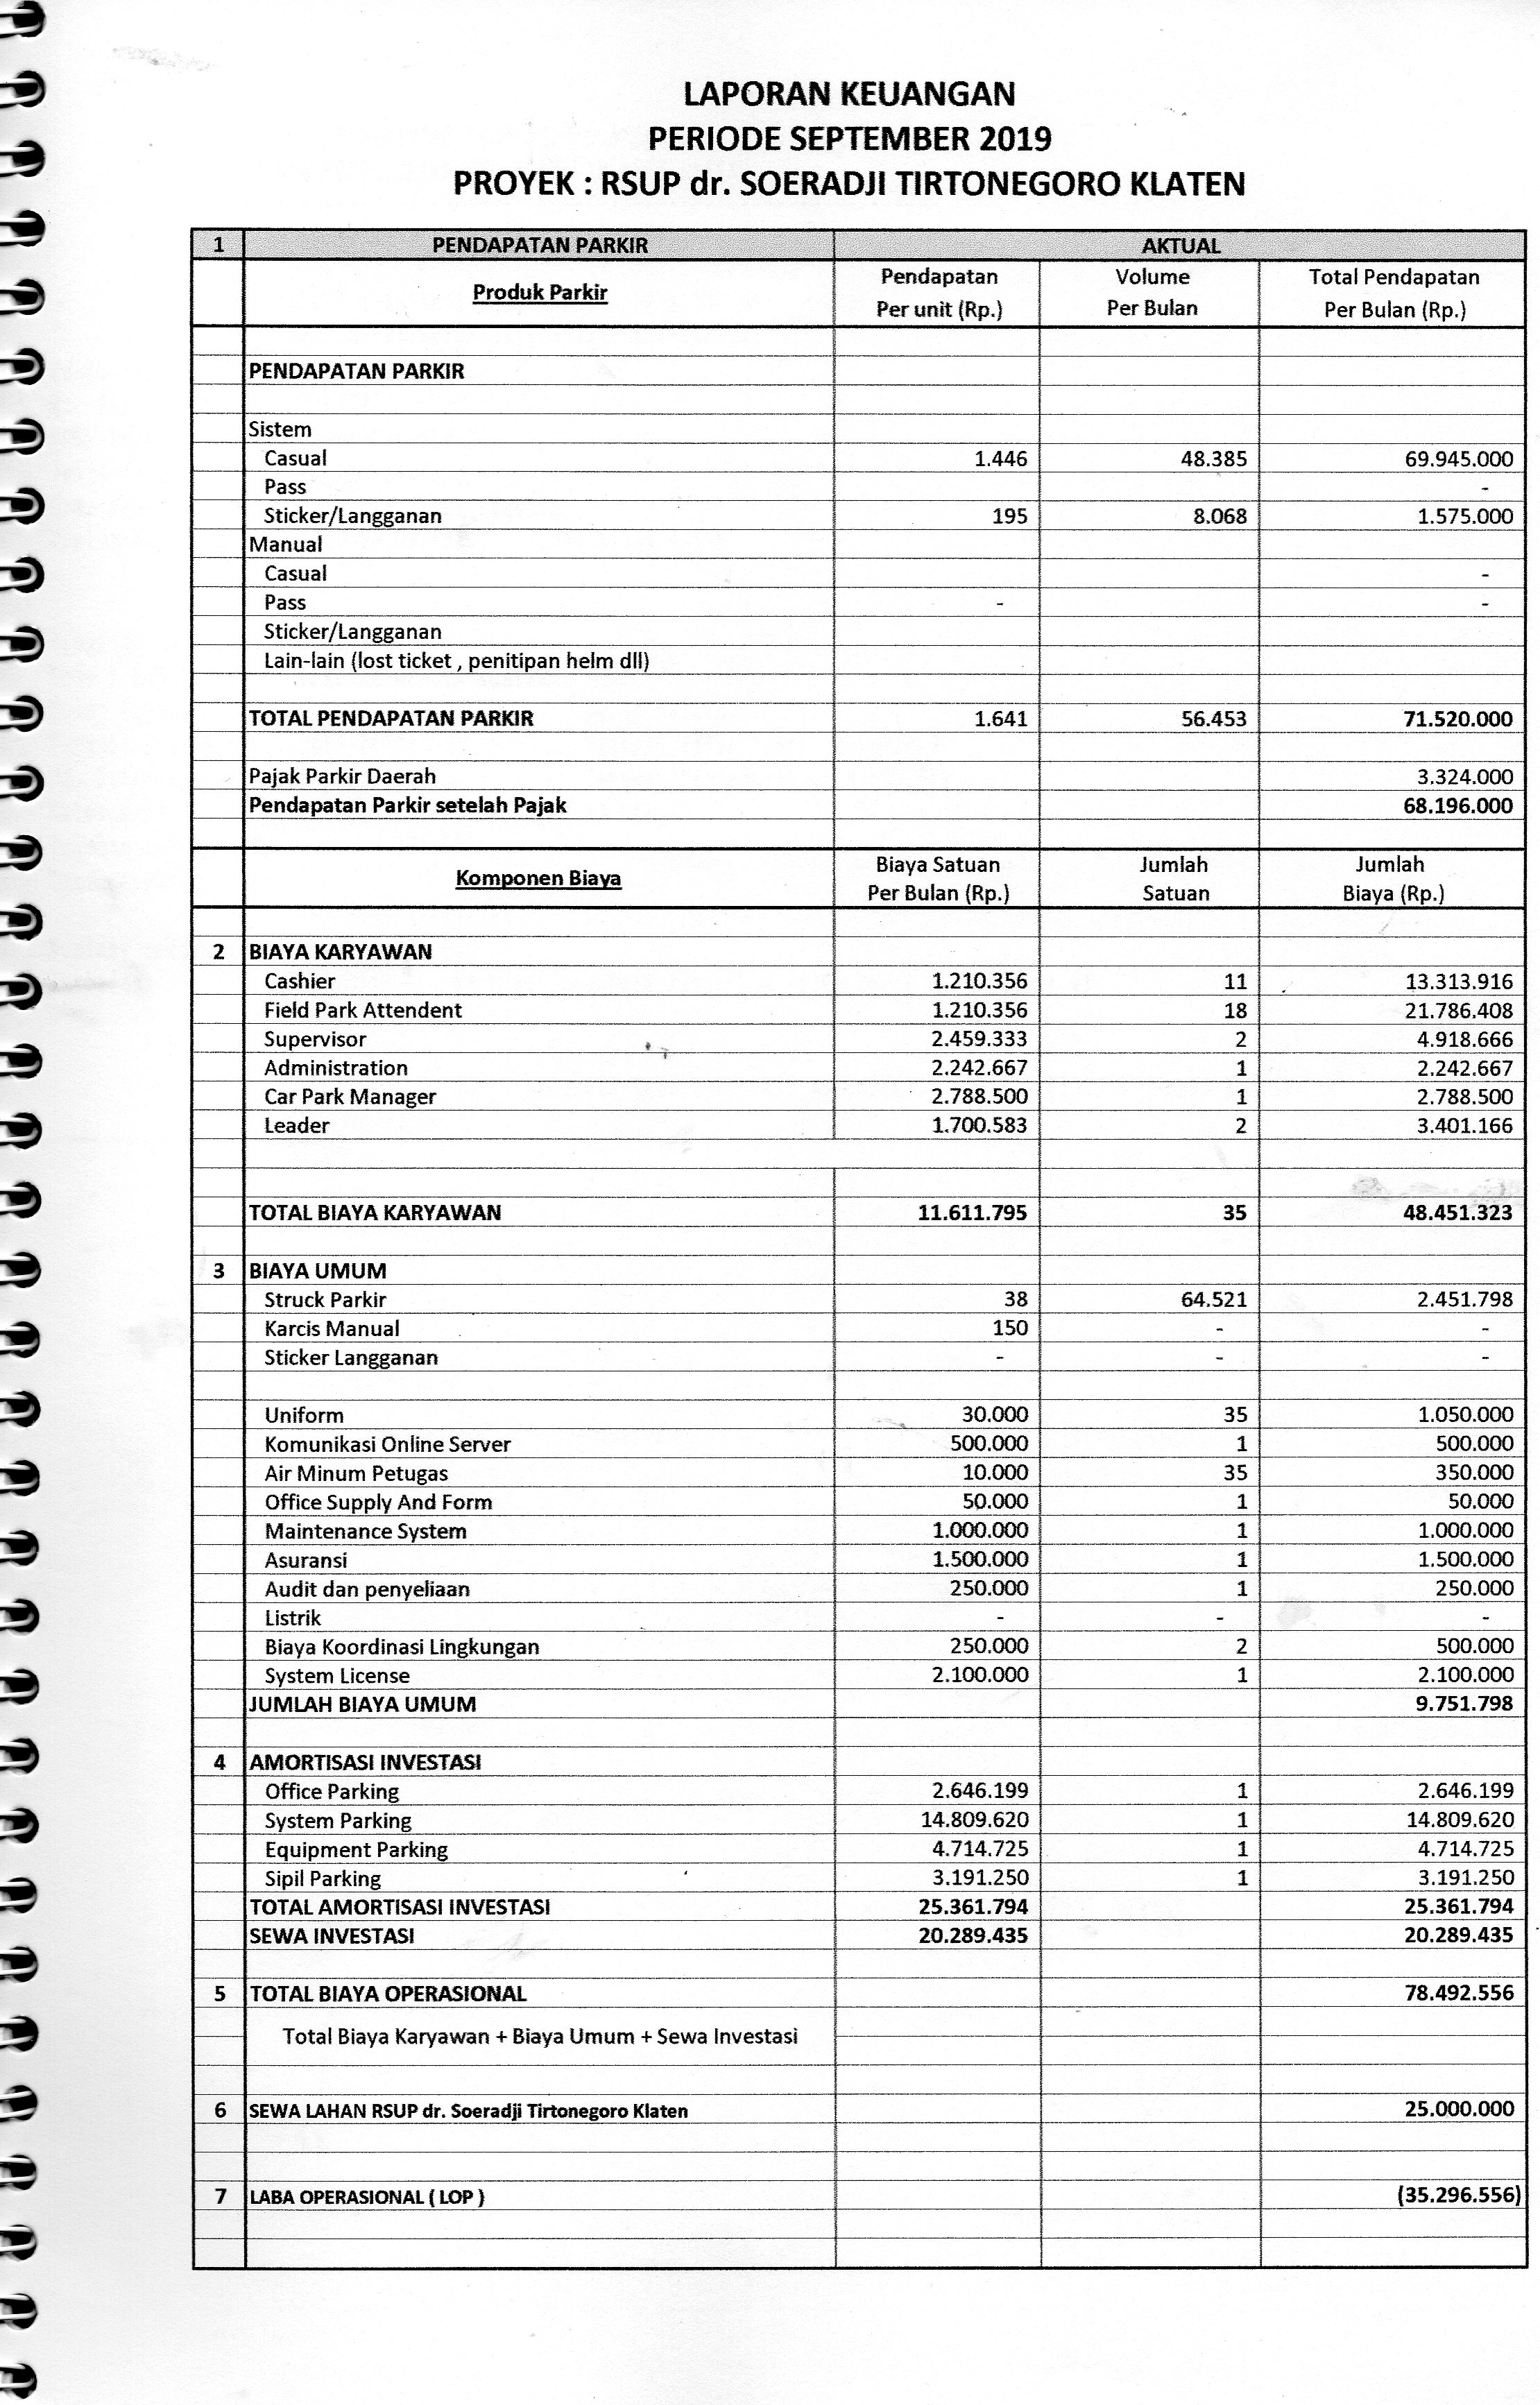 LAPORAN KEUANGAN
PERIODE SEPTEMBER 2019
PROYEK : RSUP dr. SOERADJI TIRTONEGORO KLATEN
1 PENDAPATAN PARKIR AKTUAL
Produk Parkir Pendapatan Per unit (Rp.) Volume Per Bulan Total Pendapatan Per Bulan (Rp.)
PENDAPATAN PARKIR
Sistem
Casual 1.446 48.385 69.945.000
Pass -
Sticker/Langganan 195 8.068 1.575.000
Manual
Casual -
Pass - -
Sticker/Langganan
Lain-lain (lost ticket , penitipan helm dll)
TOTAL PENDAPATAN PARKIR 1.641 56.453 71.520.000
Pajak Parkir Daerah 3.324.000
Pendapatan Parkir setelah Pajak 68.196.000
Komponen Biaya Biaya Satuan Per Bulan (Rp.) Jumlah Satuan Jumlah Biaya (Rp.)
2 BIAYA KARYAWAN
Cashier 1.210.356 11 13.313.916
Field Park Attendent 1.210.356 18 21.786.408
Supervisor 2.459.333 2 4.918.666
Administration 2.242.667 1 2.242.667
Car Park Manager 2.788.500 1 2.788.500
Leader 1.700.583 2 3.401.166
TOTAL BIAYA KARYAWAN 11.611.795 35 48.451.323
3 BIAYA UMUM
Struck Parkir 38 64.521 2.451.798
Karcis Manual 150 - -
Sticker Langganan - - -
Uniform 30.000 35 1.050.000
Komunikasi Online Server 500.000 1 500.000
Air Minum Petugas 10.000 35 350.000
Office Supply And Form 50.000 1 50.000
Maintenance System 1.000.000 1 1.000.000
Asuransi 1.500.000 1 1.500.000
Audit dan penyeliaan 250.000 1 250.000
Listrik - - -
Biaya Koordinasi Lingkungan 250.000 2 500.000
System License 2.100.000 1 2.100.000
JUMLAH BIAYA UMUM 9.751.798
4 AMORTISASI INVESTASI
Office Parking 2.646.199 1 2.646.199
System Parking 14.809.620 1 14.809.620
Equipment Parking 4.714.725 1 4.714.725
Sipil Parking 3.191.250 1 3.191.250
TOTAL AMORTISASI INVESTASI 25.361.794 25.361.794
SEWA INVESTASI 20.289.435 20.289.435
5 TOTAL BIAYA OPERASIONAL 78.492.556
Total Biaya Karyawan + Biaya Umum + Sewa Investasi
6 SEWA LAHAN RSUP dr. Soeradji Tirtonegoro Klaten 25.000.000
7 LABA OPERASIONAL ( LOP ) (35.296.556)